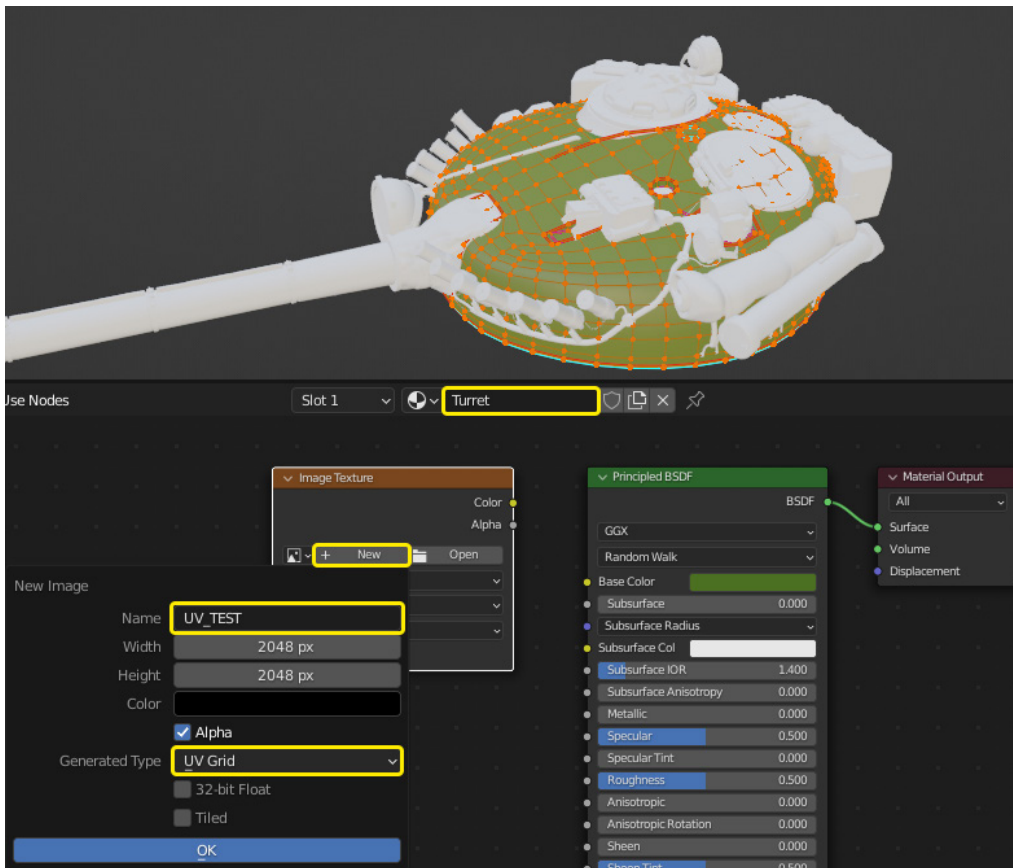 Use Nodes
Slot 1
Turret
Image Texture
Color
Alpha
New
Open
New Image
Name
UV_TEST
Width
2048 px
Height
2048 px
Color
Alpha
Generated Type
UV Grid
32-bit Float
Tiled
OK
Principled BSDF
BSDF
GGX
Random Walk
Base Color
Subsurface 0.000
Subsurface Radius
Subsurface Col
Subsurface IOR 1.400
Subsurface Anisotropy 0.000
Metallic 0.000
Specular 0.500
Specular Tint 0.000
Roughness 0.500
Anisotropic 0.000
Anisotropic Rotation 0.000
Sheen 0.000
Sheen Tint 0.500
Material Output
All
Surface
Volume
Displacement